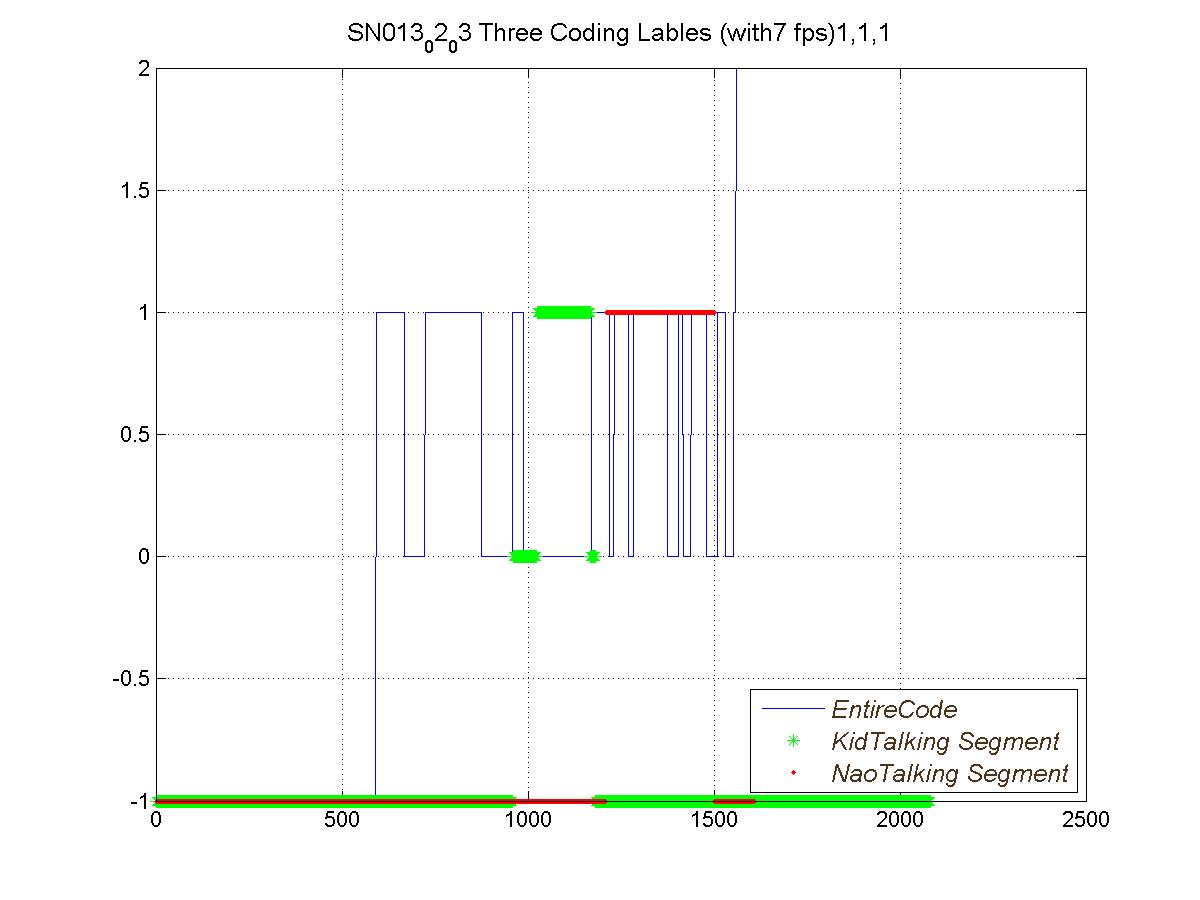 SN013₀2₀3 Three Coding Lables (with7 fps)1,1,1
2
1.5
1
0.5
0
-0.5
-1
0 500 1000 1500 2000 2500
EntireCode
KidTalking Segment
NaoTalking Segment